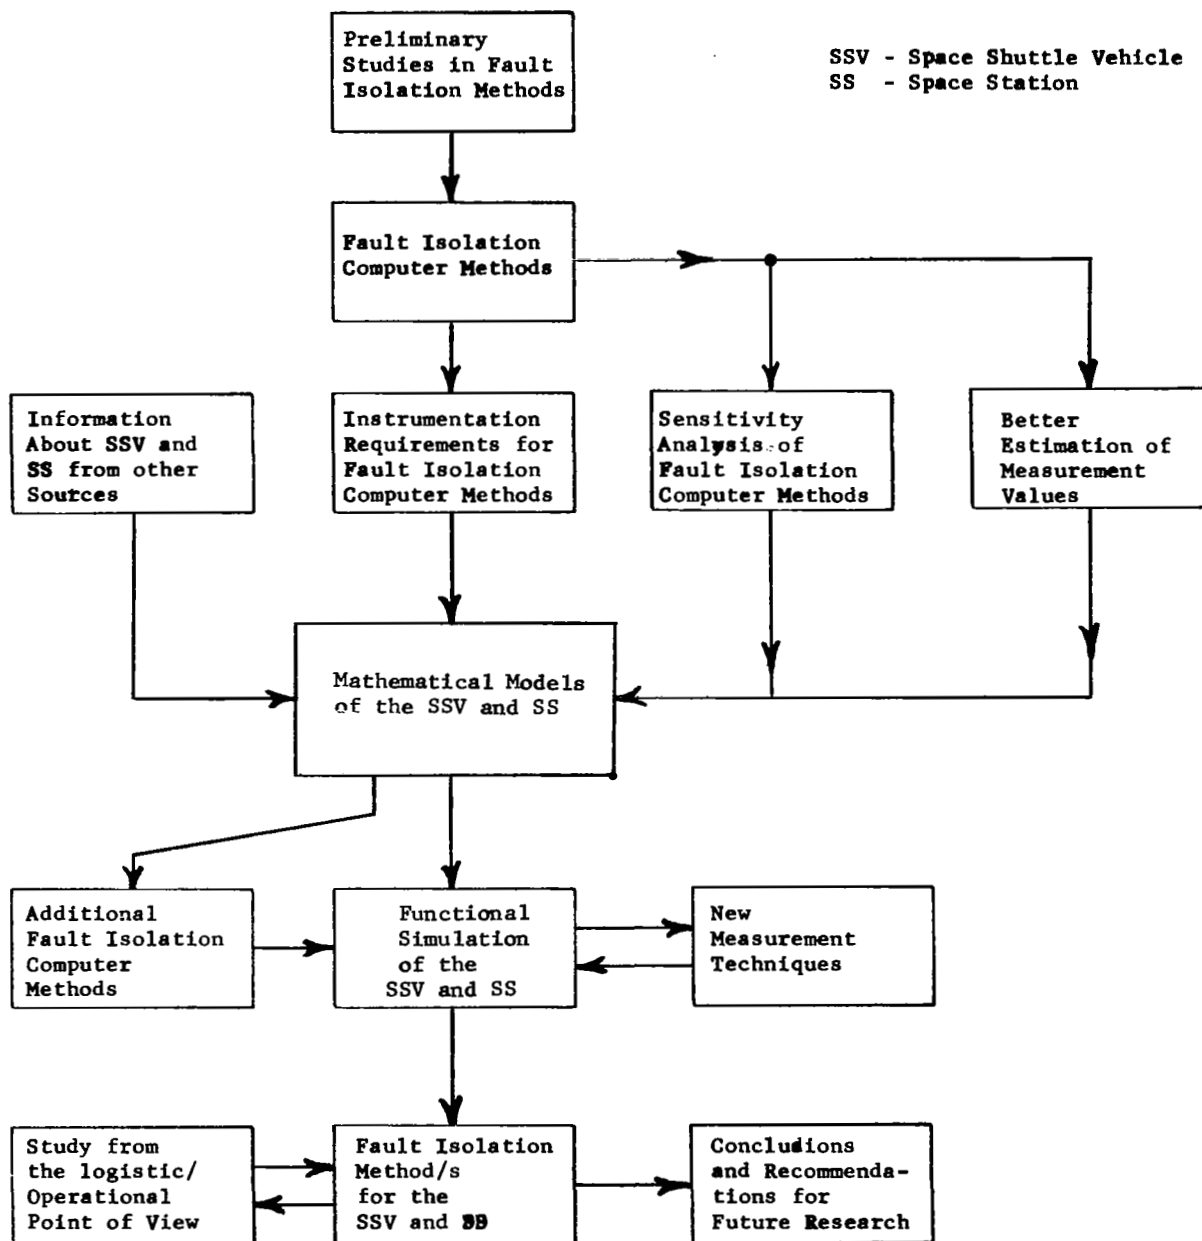 Preliminary
Studies in Fault
Isolation Methods
SSV - Space Shuttle Vehicle
SS - Space Station
Fault Isolation
Computer Methods
Information
About SSV and
SS from other
Sources
Instrumentation
Requirements for
Fault Isolation
Computer Methods
Sensitivity
Analysis of
Fault Isolation
Computer Methods
Better
Estimation of
Measurement
Values
Mathematical Models
of the SSV and SS
Additional
Fault Isolation
Computer
Methods
Functional
Simulation
of the
SSV and SS
New
Measurement
Techniques
Study from
the logistic/
Operational
Point of View
Fault Isolation
Method/s
for the
SSV and
Concludions
and Recommenda-
tions for
Future Research